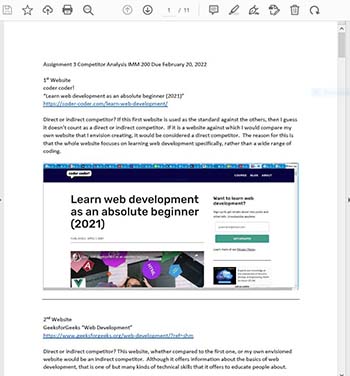 1 / 11
Assignment 3 Competitor Analysis IMM 200 Due February 20, 2022
1st Website
coder coder!
"Learn web development as an absolute beginner (2021)"
https://coder-coder.com/learn-web-development/
Direct or indirect competitor? If this first website is used as the standard against the others, then I guess
it doesn't count as a direct or indirect competitor. If it is a website against which I would compare my
own website that I envision creating, it would be considered a direct competitor. The reason for this is
that the whole website focuses on learning web development specifically, rather than a wide range of
coding.
coder coder!
COURSES BLOG ABOUT
Learn web development
as an absolute beginner
(2021)
Want to learn web
development?
HTML
2nd Website
GeeksforGeeks "Web Development"
https://www.geeksforgeeks.org/web-development/?ref=shm
Direct or indirect competitor? This website, whether compared to the first one, or my own envisioned
website would be an indirect competitor. Although it offers information about the basics of web
development, that is one of but many kinds of technical skills that it offers to educate people about.